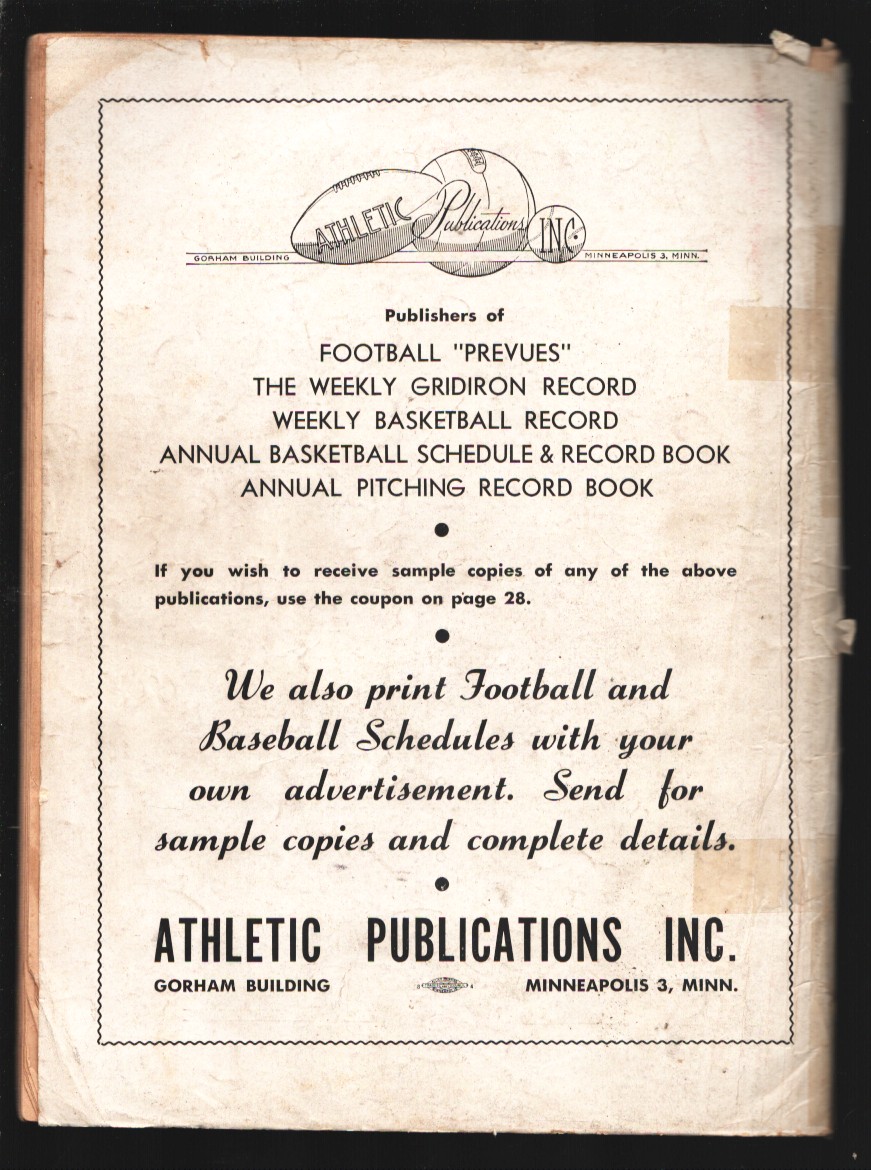 ATHLETIC Publications INC.
GORHAM BUILDING MINNEAPOLIS 3, MINN.
Publishers of
FOOTBALL "PREVUES"
THE WEEKLY GRIDIRON RECORD
WEEKLY BASKETBALL RECORD
ANNUAL BASKETBALL SCHEDULE & RECORD BOOK
ANNUAL PITCHING RECORD BOOK
If you wish to receive sample copies of any of the above
publications, use the coupon on page 28.
We also print Football and
Baseball Schedules with your
own advertisement. Send for
sample copies and complete details.
ATHLETIC PUBLICATIONS INC.
GORHAM BUILDING MINNEAPOLIS 3, MINN.